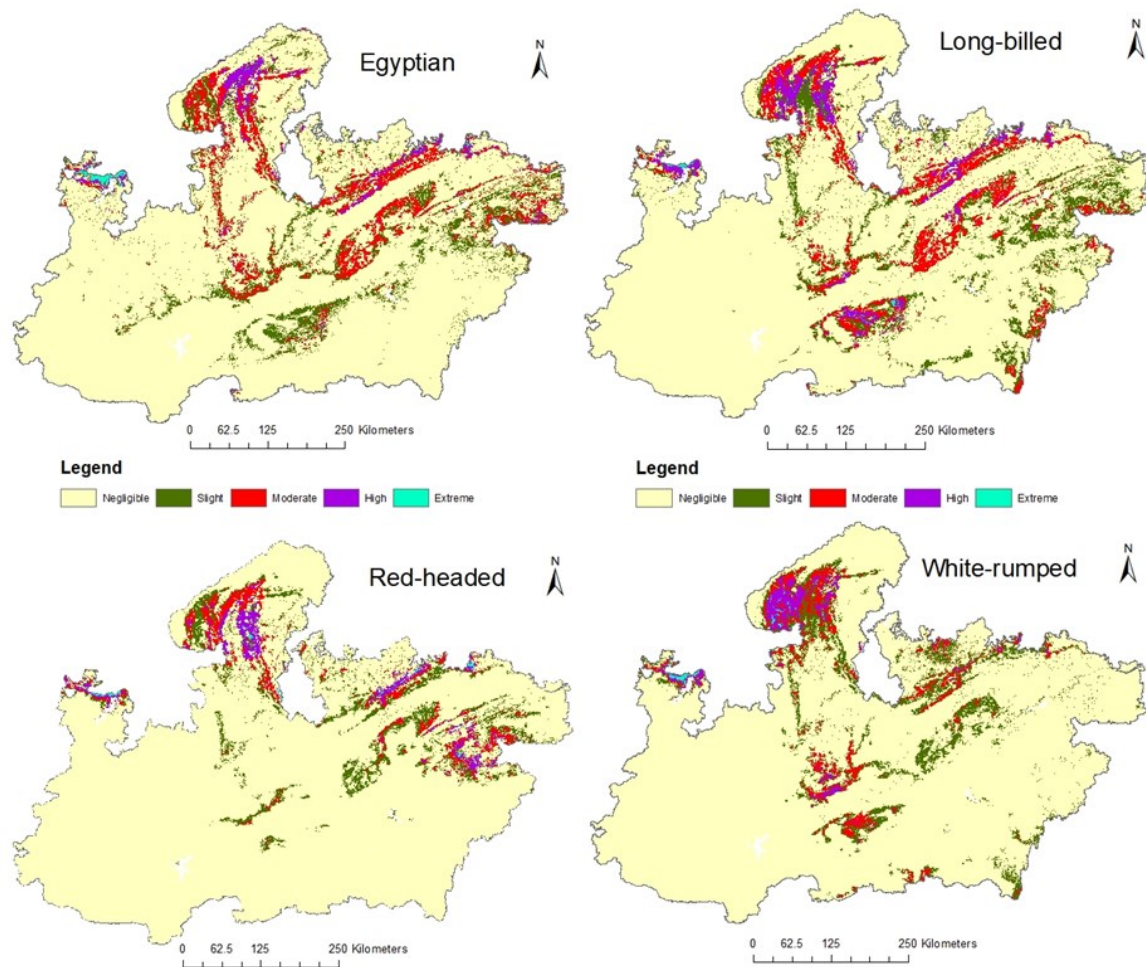 Egyptian
N
0 62.5 125 250 Kilometers
Legend
Negligible Slight Moderate High Extreme
Long-billed
N
0 62.5 125 250 Kilometers
Legend
Negligible Slight Moderate High Extreme
Red-headed
N
0 62.5 125 250 Kilometers
White-rumped
N
0 62.5 125 250 Kilometers